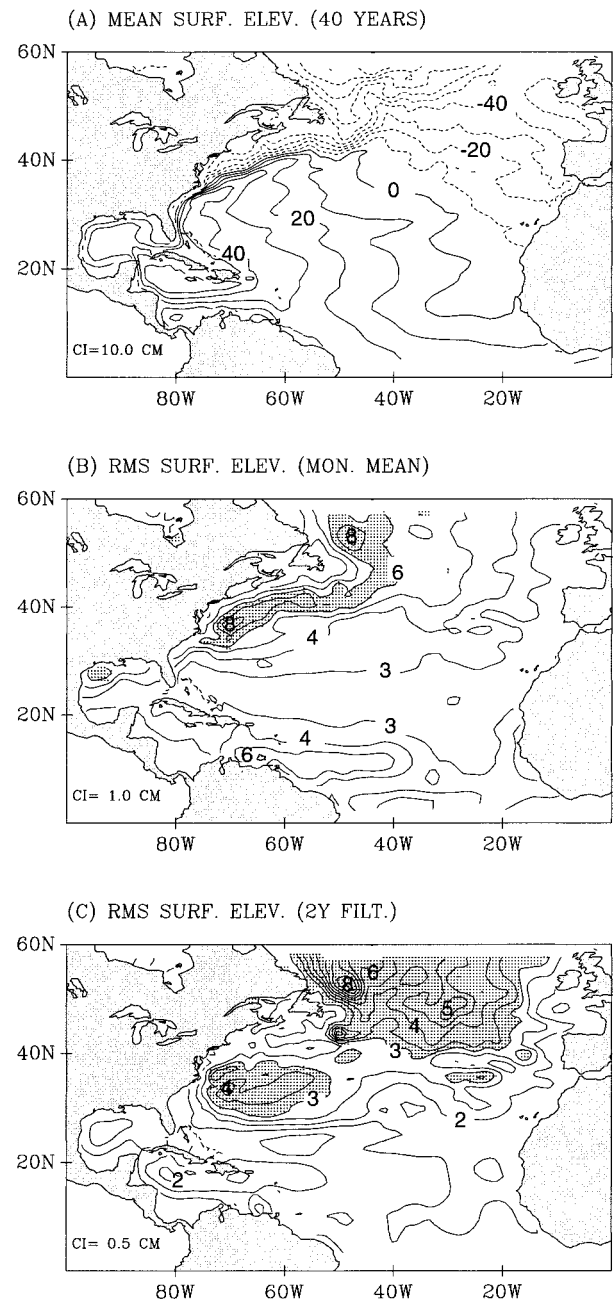 (A) MEAN SURF. ELEV. (40 YEARS)
60N
-40
40N
-20
0
20
40
20N
CI=10.0 CM
80W 60W 40W 20W
(B) RMS SURF. ELEV. (MON. MEAN)
60N
8
6
40N
8
4
3
20N
3
4
6
CI= 1.0 CM
80W 60W 40W 20W
(C) RMS SURF. ELEV. (2Y FILT.)
60N
6
8
5
4
40N
3
4
3
2
20N
2
CI= 0.5 CM
80W 60W 40W 20W